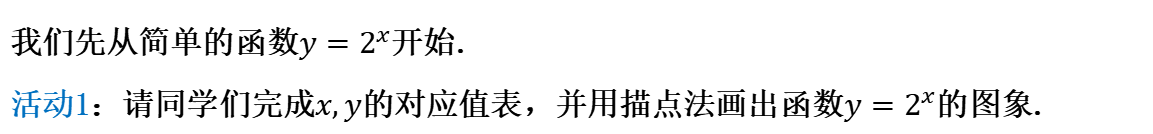 我们先从简单的函数y = 2ˣ开始.
活动1：请同学们完成x, y的对应值表，并用描点法画出函数y = 2ˣ的图象.